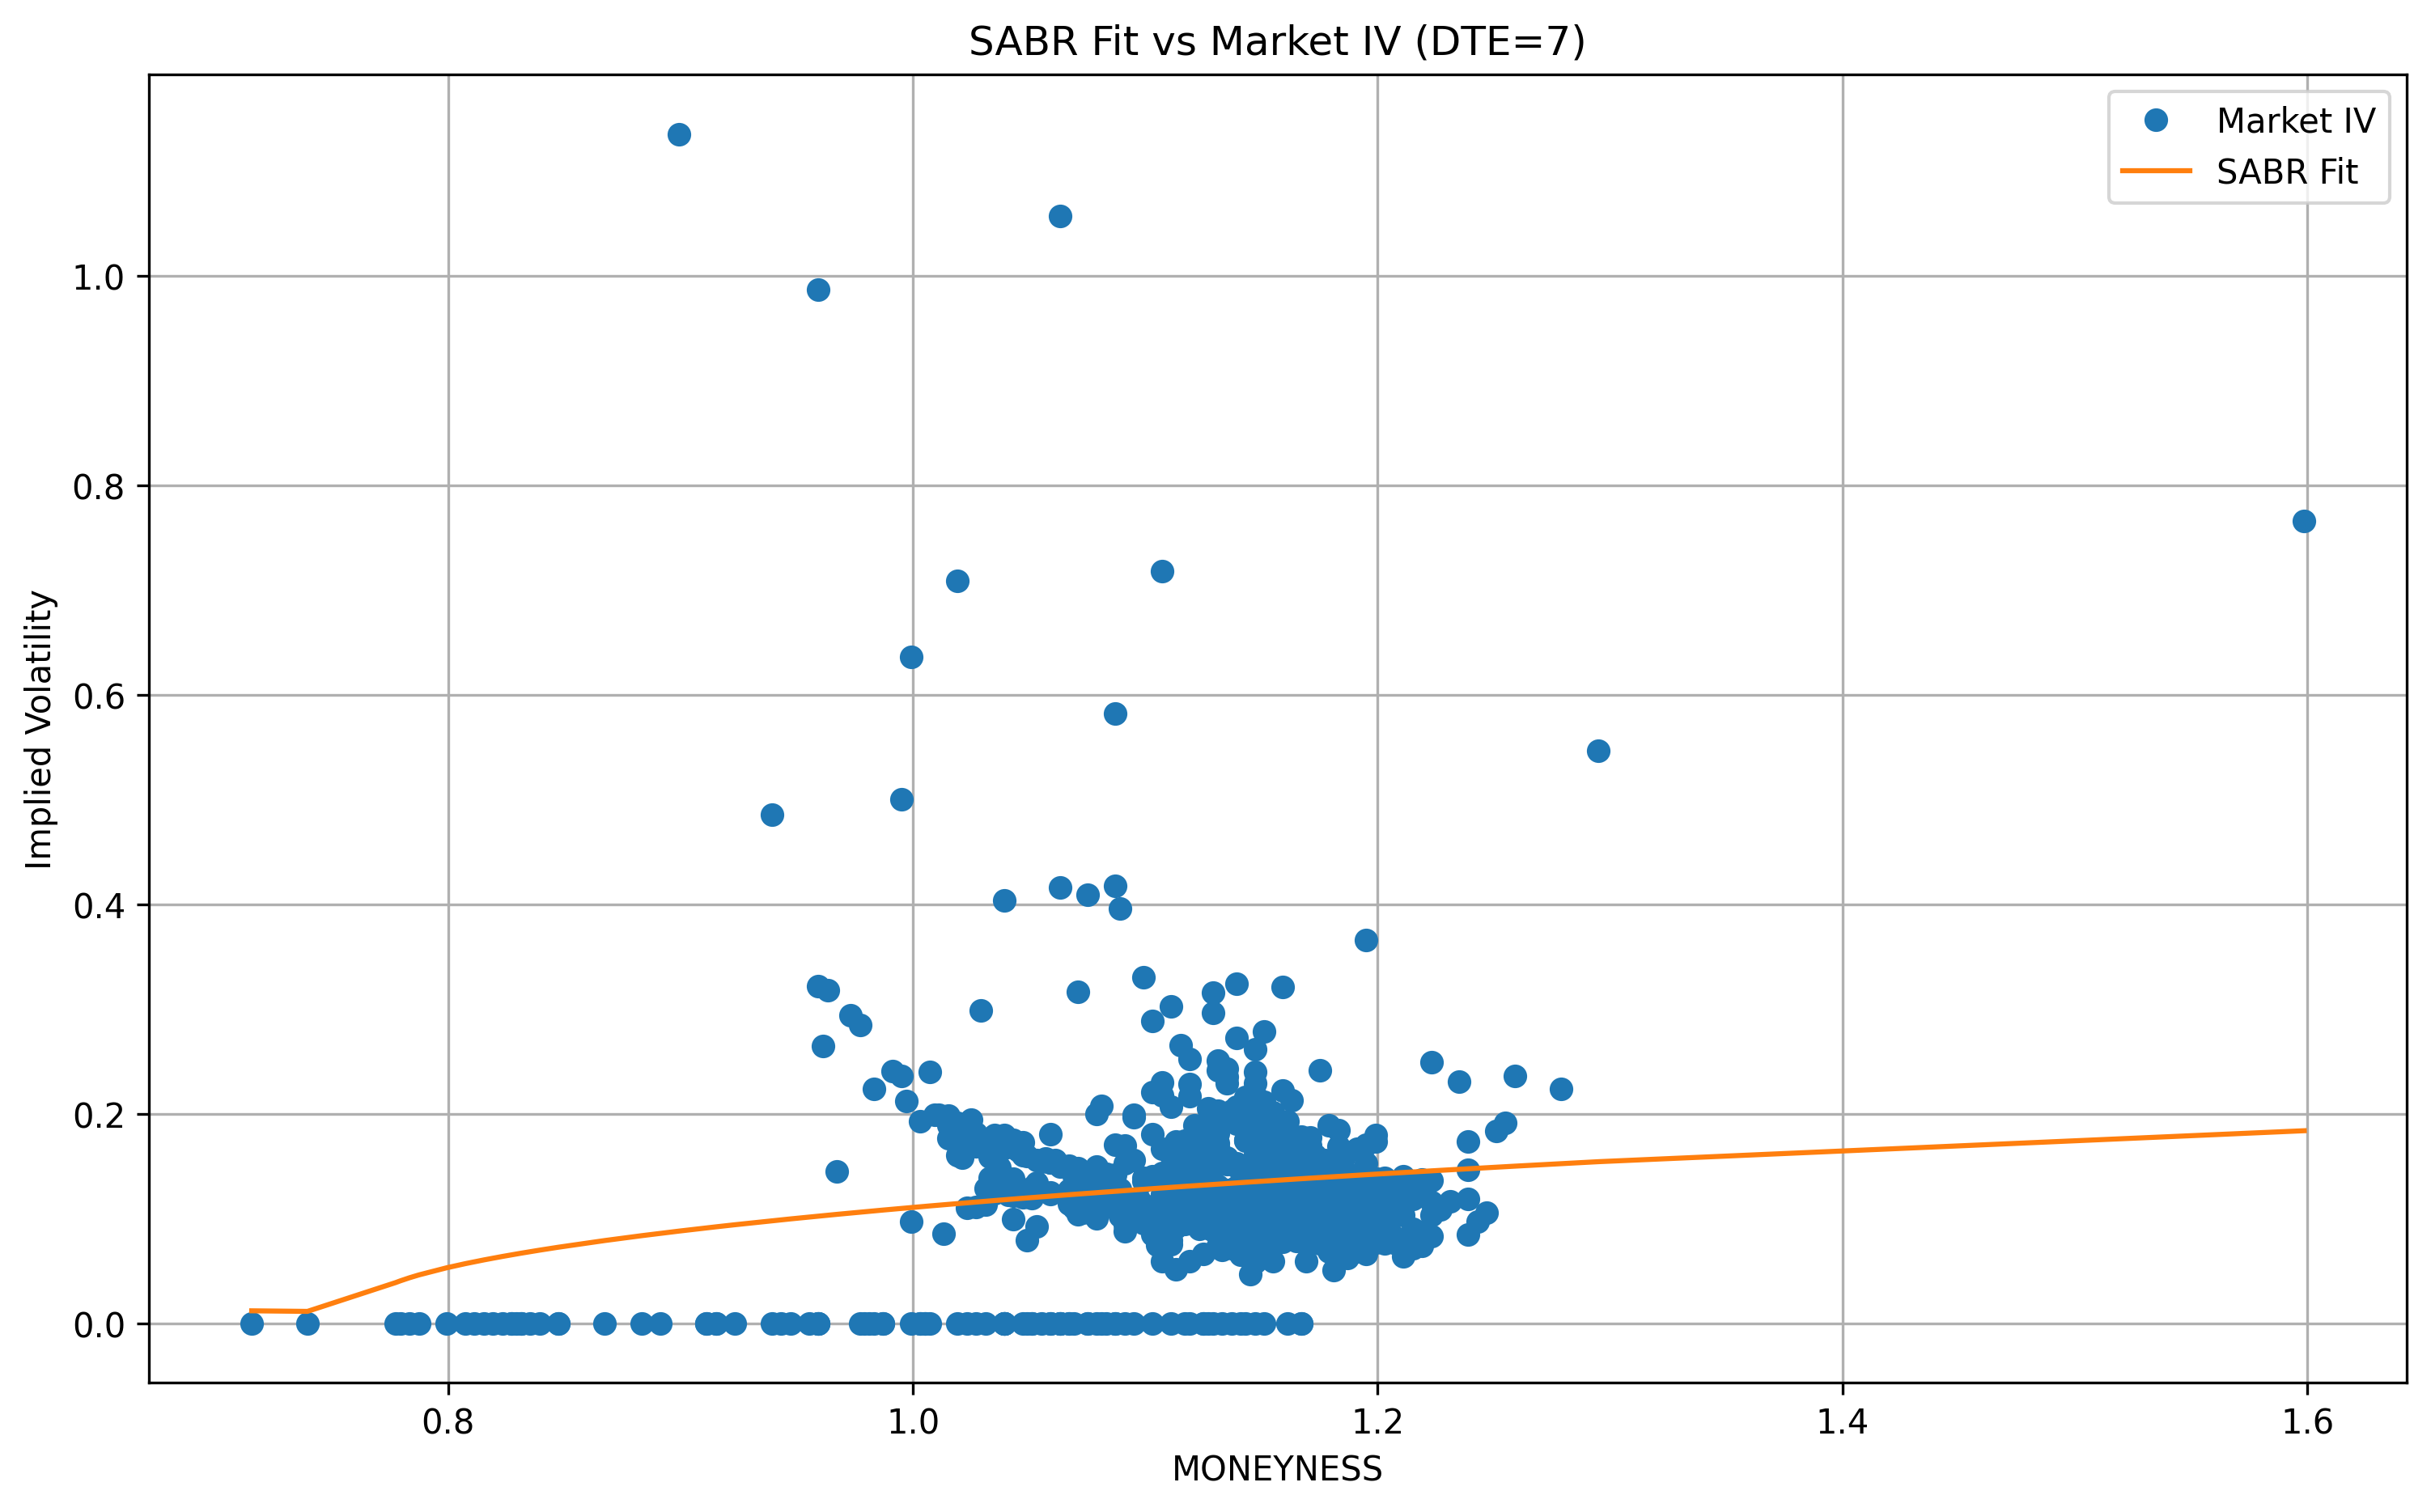 SABR Fit vs Market IV (DTE=7)
Market IV
SABR Fit
Implied Volatility
1.0
0.8
0.6
0.4
0.2
0.0
0.8 1.0 1.2 1.4 1.6
MONEYNESS